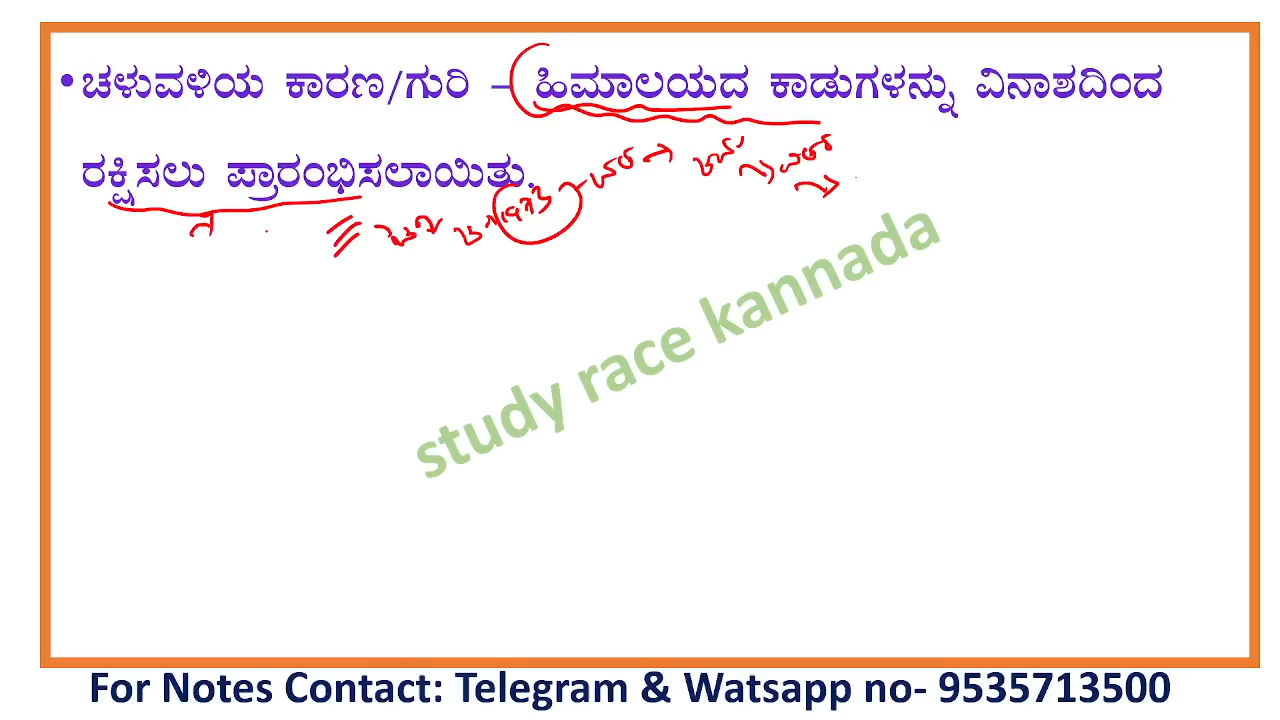 • ಚಳುವಳಿಯ ಕಾರಣ/ಗುರಿ – ಹಿಮಾಲಯದ ಕಾಡುಗಳನ್ನು ವಿನಾಶದಿಂದ
ರಕ್ಷಿಸಲು ಪ್ರಾರಂಭಿಸಲಾಯಿತು.
1973
study race kannada
For Notes Contact: Telegram & Watsapp no- 9535713500